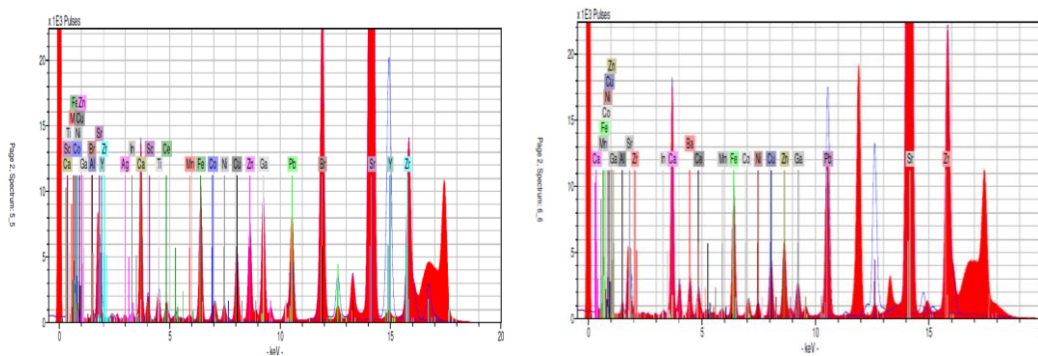 x 1E3 Pulses
20
15
10
5
0
Fe Zn
M Cu
Ti Ni Sr
Sc Co Br Zr In Sc Ce
Ca Ga Al Y Ag Ca Ti Mn Fe Co Ni Cu Zn Ga Pb Br Sr Y Zr
0 5 10 15 20
- keV -
Page 2, Spectrum: 5_5
x 1E3 Pulses
20
15
10
5
0
Zn
Cu
Ni
Co
Fe
Mn Sr Ba
Ca Ga Al Zr In Ca Mn Fe Co Ni Cu Zn Ga Pb Sr Zr
0 5 10 15
- keV -
Page 2, Spectrum: 6_6